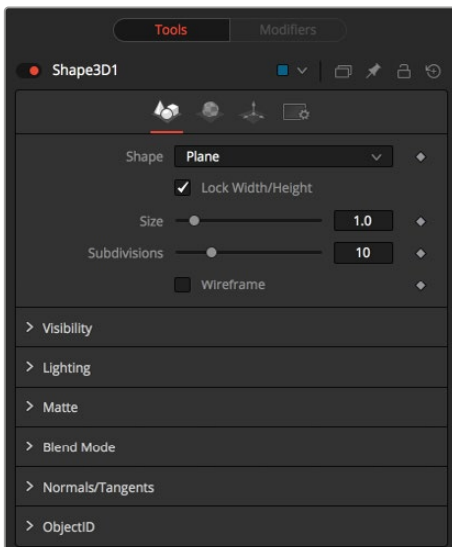 Tools Modifiers
Shape3D1
Shape Plane
Lock Width/Height
Size 1.0
Subdivisions 10
Wireframe
Visibility
Lighting
Matte
Blend Mode
Normals/Tangents
ObjectID